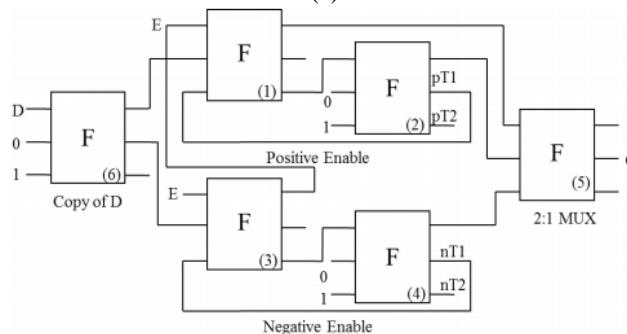 E
F
(1)
D
0
1
F
(6)
Copy of D
0
1
F
pT1
pT2
(2)
Positive Enable
E
F
(3)
0
1
F
nT1
nT2
(4)
Negative Enable
F
(5)
2:1 MUX